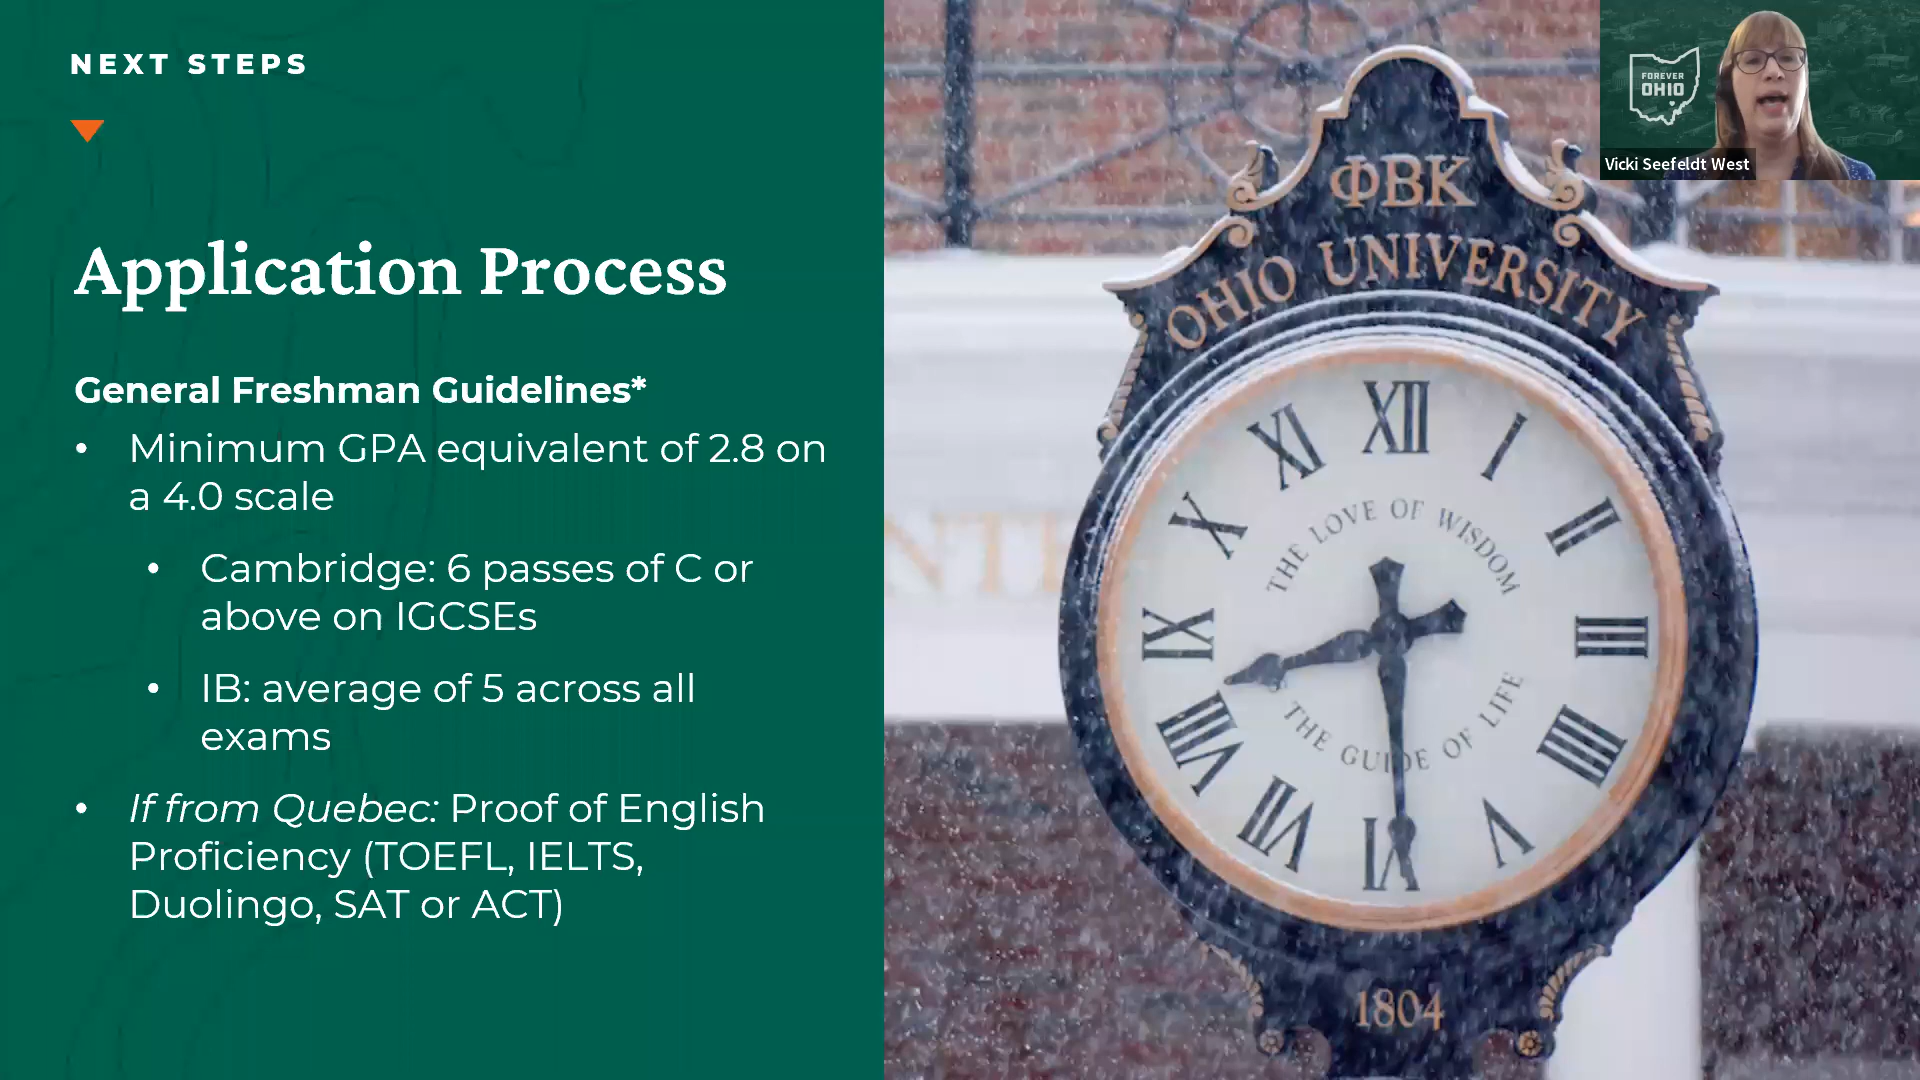 NEXT STEPS
Application Process
General Freshman Guidelines*
• Minimum GPA equivalent of 2.8 on
a 4.0 scale
• Cambridge: 6 passes of C or
above on IGCSEs
• IB: average of 5 across all
exams
• If from Quebec: Proof of English
Proficiency (TOEFL, IELTS,
Duolingo, SAT or ACT)
ΦΒΚ
OHIO UNIVERSITY
XII
I
II
III
IIII
V
VI
VII
VIII
IX
X
XI
THE LOVE OF WISDOM
THE GUIDE OF LIFE
1804
FOREVER
OHIO
Vicki Seefeldt West